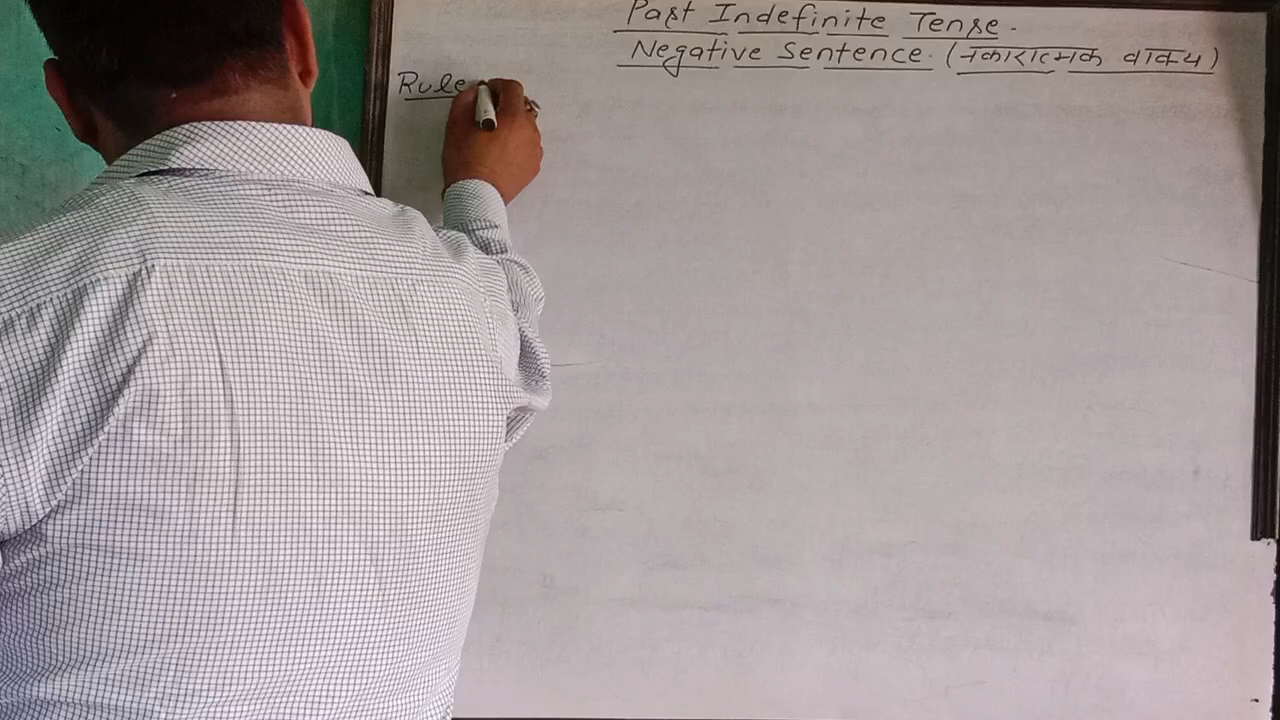 Past Indefinite Tense.
Negative Sentence. (नकारात्मक वाक्य)
Rule